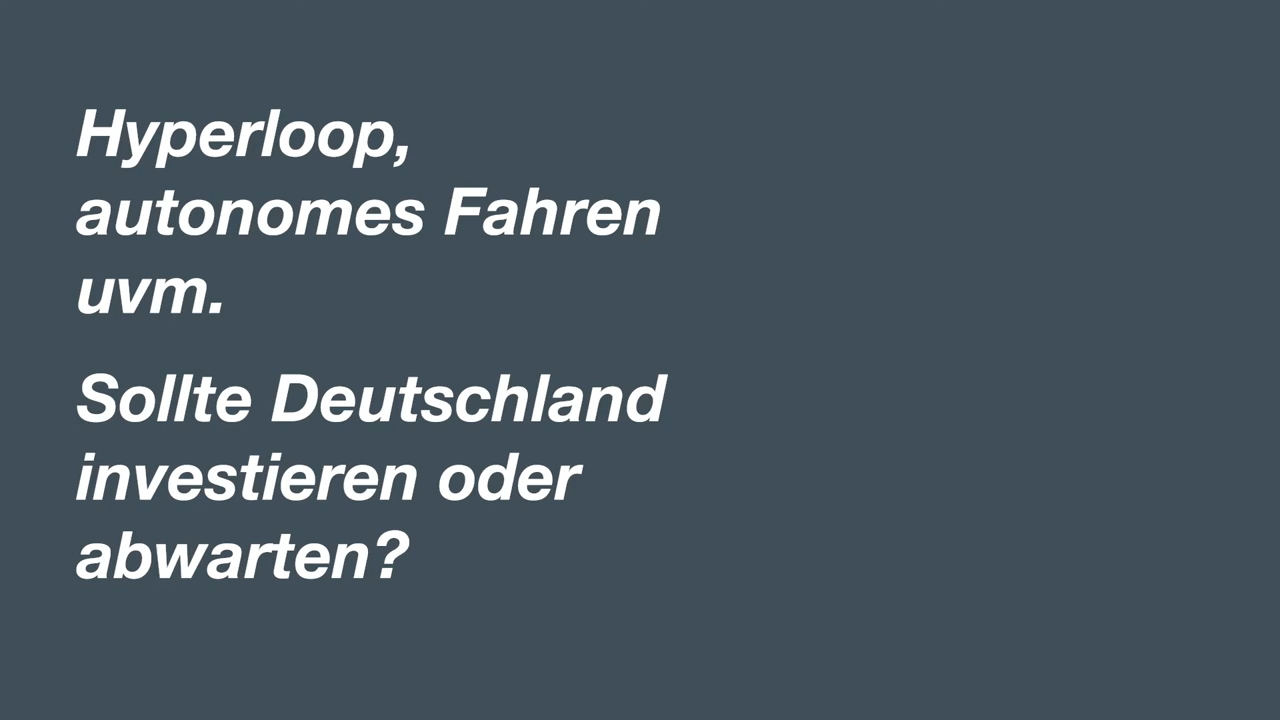 Hyperloop,
autonomes Fahren
uvm.
Sollte Deutschland
investieren oder
abwarten?